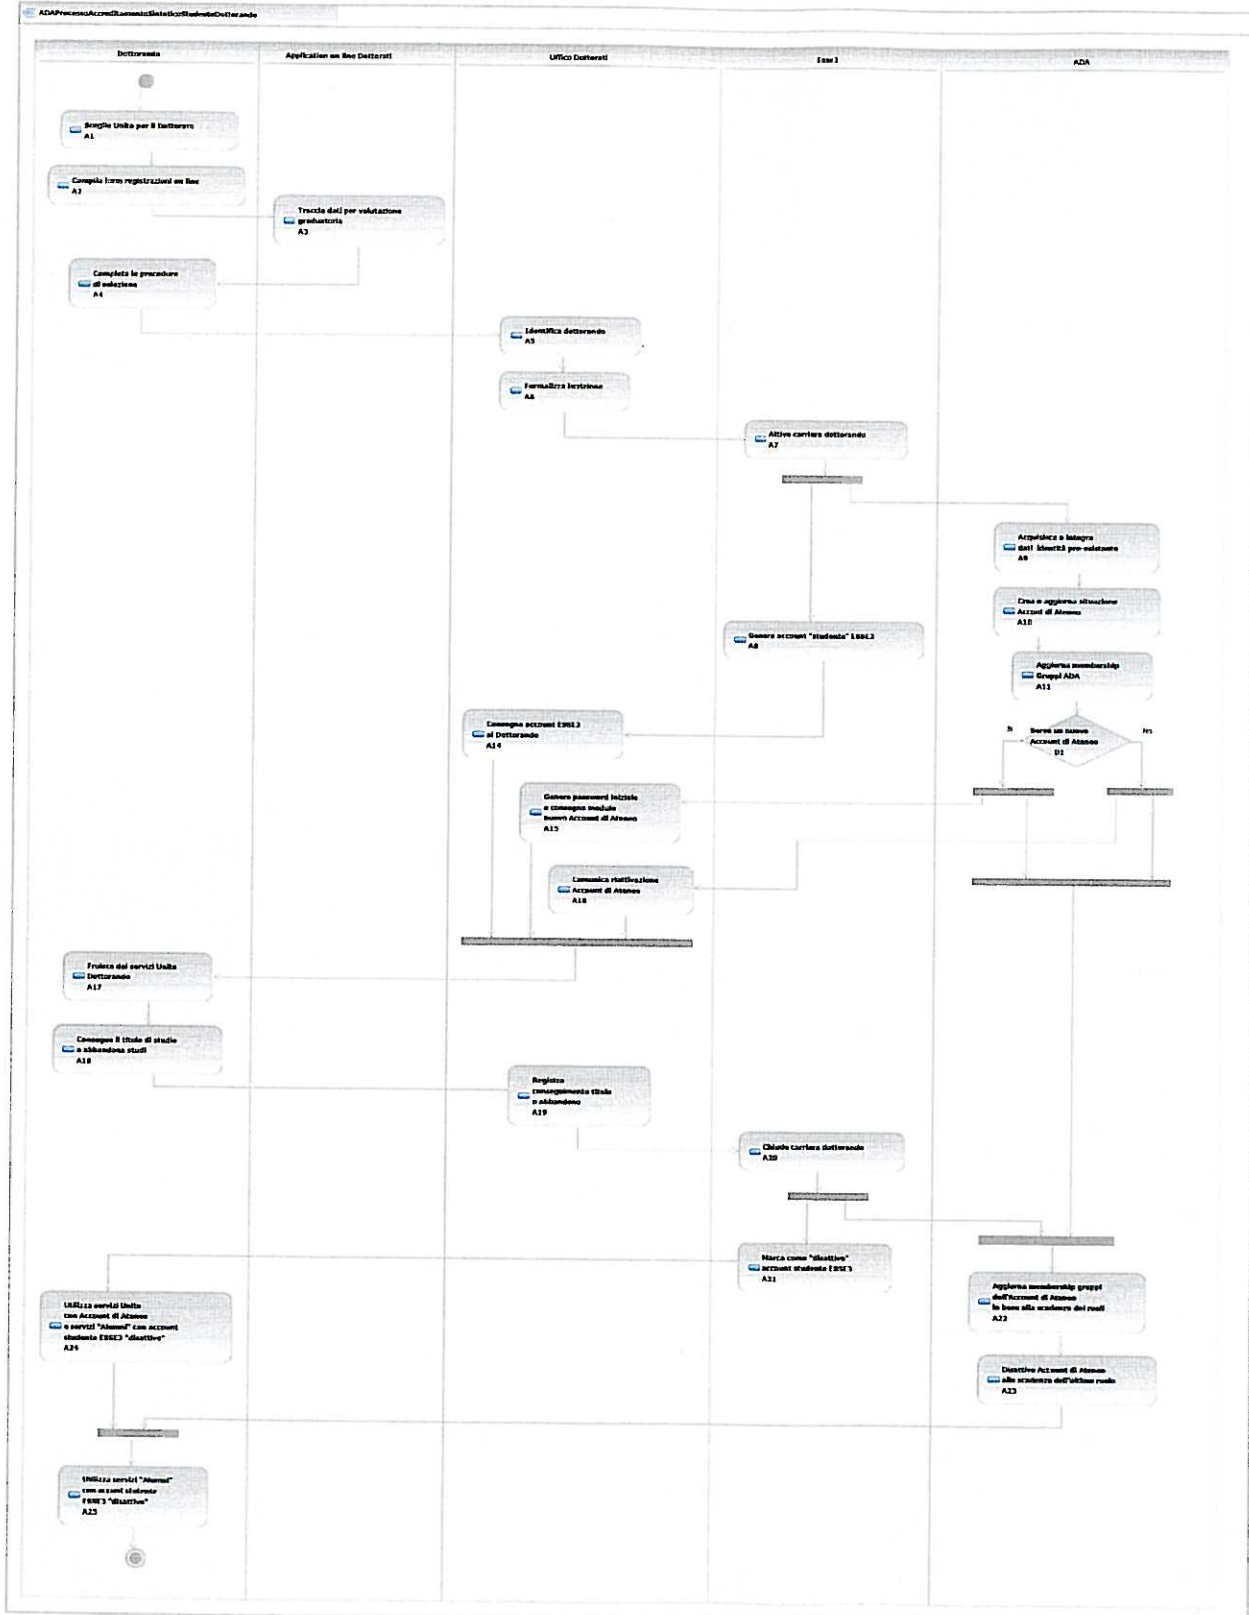 ADAProcessoAccreditamentoSinteticoStudenteDottorando
Dottorando
Application on line Dottorati
Uffico Dottorati
Esse3
ADA
Sceglie Unito per il Dottorato
A1
Compila form registrazioni on line
A2
Traccia dati per valutazione
graduatoria
A3
Completa le procedure
di selezione
A4
Identifica dottorando
A5
Formalizza iscrizione
A6
Attiva carriera dottorando
A7
Acquisisce e integra
dati identità pre-esistente
A9
Crea o aggiorna situazione
Account di Ateneo
A10
Genera account "studente" ESSE3
A8
Aggiorna membership
Gruppi ADA
A11
Consegna account ESSE3
al Dottorando
A14
Si
Serve un nuovo
Account di Ateneo
D1
No
Genera password iniziale
e consegna modulo
nuovo Account di Ateneo
A15
Comunica riattivazione
Account di Ateneo
A16
Fruisce dei servizi Unito
Dottorando
A17
Consegue il titolo di studio
o abbandona studi
A18
Registra
conseguimento titolo
o abbandono
A19
Chiude carriera dottorando
A20
Marca come "disattivo"
account studente ESSE3
A21
Aggiorna membership gruppi
dell'Account di Ateneo
in base alla scadenza dei ruoli
A22
Utilizza servizi Unito
con Account di Ateneo
e servizi "Alumni" con account
studente ESSE3 "disattivo"
A24
Disattiva Account di Ateneo
alla scadenza dell'ultimo ruolo
A23
Utilizza servizi "Alumni"
con account studente
ESSE3 "disattivo"
A25